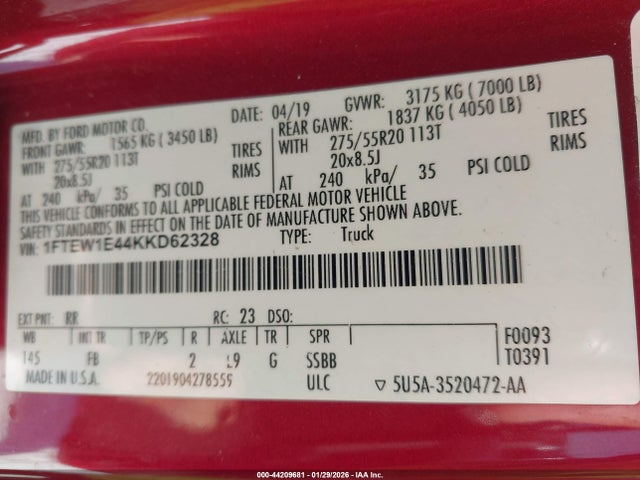 MFD. BY FORD MOTOR CO.
DATE: 04/19 GVWR: 3175 KG ( 7000 LB)
FRONT GAWR: 1565 KG ( 3450 LB)
REAR GAWR: 1837 KG ( 4050 LB)
WITH 275/55R20 113T TIRES
20x8.5J RIMS
AT 240 kPa/ 35 PSI COLD
WITH 275/55R20 113T TIRES
20x8.5J RIMS
AT 240 kPa/ 35 PSI COLD
THIS VEHICLE CONFORMS TO ALL APPLICABLE FEDERAL MOTOR VEHICLE
SAFETY STANDARDS IN EFFECT ON THE DATE OF MANUFACTURE SHOWN ABOVE.
VIN: 1FTEW1E44KKD62328 TYPE: Truck
EXT PNT: RR RC: 23 DSO:
WB INT TR TP/PS R AXLE TR SPR F0093
145 FB 2 L9 G SSBB T0391
MADE IN U.S.A. 2201904278559 ULC ▽ 5U5A-3520472-AA
000-44209681 - 01/29/2026 - IAA Inc.